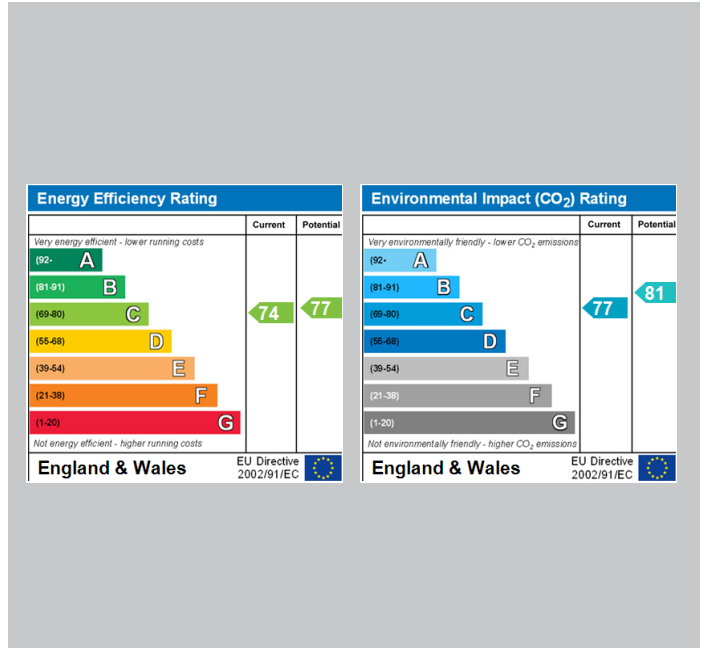 Energy Efficiency Rating
Current Potential
Very energy efficient - lower running costs
(92- A
(81-91) B
(69-80) C
74 77
(55-68) D
(39-54) E
(21-38) F
(1-20) G
Not energy efficient - higher running costs
England & Wales
EU Directive
2002/91/EC
Environmental Impact (CO2) Rating
Current Potential
Very environmentally friendly - lower CO2 emissions
(92- A
(81-91) B
81
(69-80) C
77
(55-68) D
(39-54) E
(21-38) F
(1-20) G
Not environmentally friendly - higher CO2 emissions
England & Wales
EU Directive
2002/91/EC